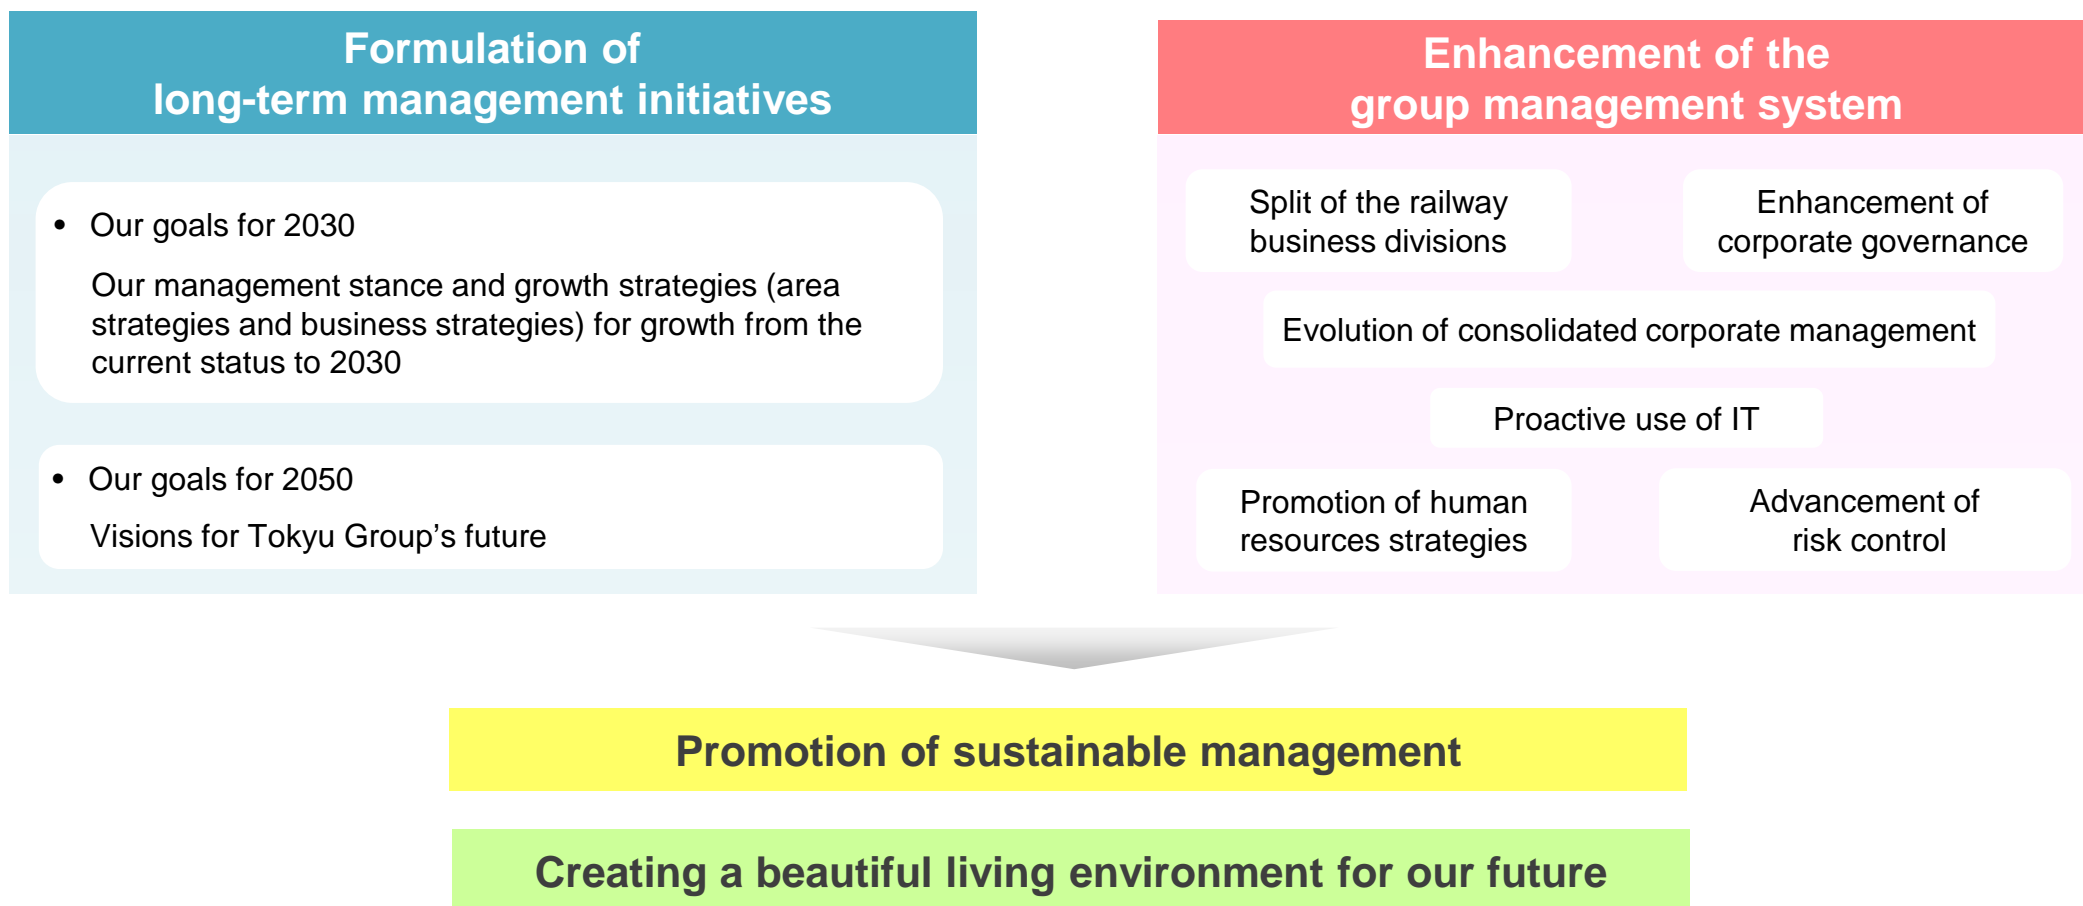 Formulation of
long-term management initiatives
• Our goals for 2030
Our management stance and growth strategies (area
strategies and business strategies) for growth from the
current status to 2030
• Our goals for 2050
Visions for Tokyu Group’s future
Enhancement of the
group management system
Split of the railway
business divisions
Enhancement of
corporate governance
Evolution of consolidated corporate management
Proactive use of IT
Promotion of human
resources strategies
Advancement of
risk control
Promotion of sustainable management
Creating a beautiful living environment for our future